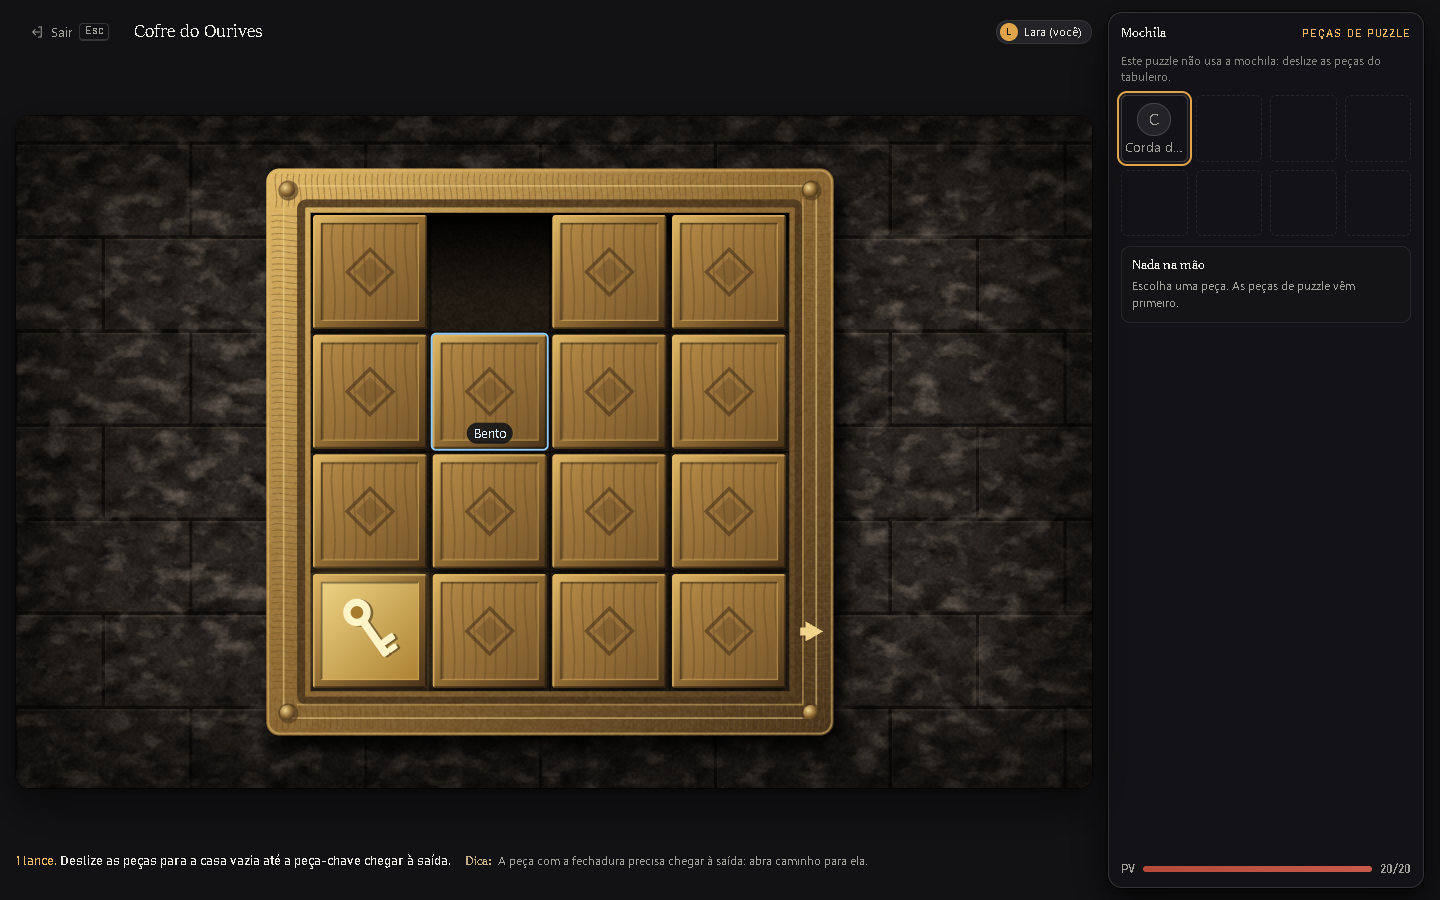 Sair Esc
Cofre do Ourives
L Lara (você)
Mochila
PEÇAS DE PUZZLE
Este puzzle não usa a mochila: deslize as peças do
tabuleiro.
C
Corda d...
Nada na mão
Escolha uma peça. As peças de puzzle vêm
primeiro.
Bento
1 lance. Deslize as peças para a casa vazia até a peça-chave chegar à saída. Dica: A peça com a fechadura precisa chegar à saída: abra caminho para ela.
PV 20/20